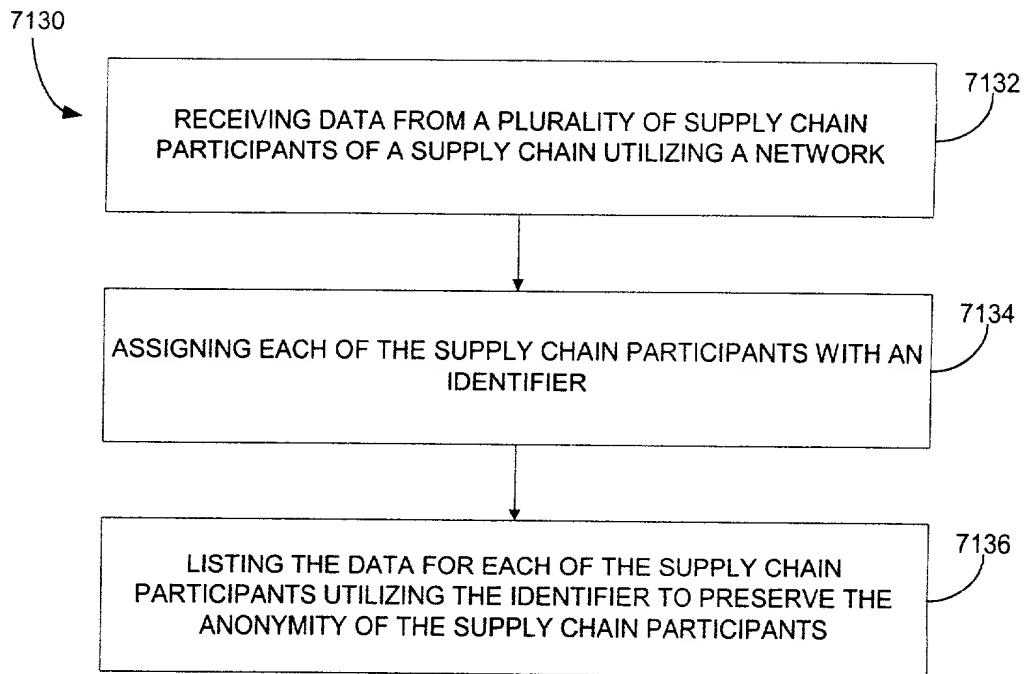 7130
7132
RECEIVING DATA FROM A PLURALITY OF SUPPLY CHAIN
PARTICIPANTS OF A SUPPLY CHAIN UTILIZING A NETWORK
7134
ASSIGNING EACH OF THE SUPPLY CHAIN PARTICIPANTS WITH AN
IDENTIFIER
7136
LISTING THE DATA FOR EACH OF THE SUPPLY CHAIN
PARTICIPANTS UTILIZING THE IDENTIFIER TO PRESERVE THE
ANONYMITY OF THE SUPPLY CHAIN PARTICIPANTS